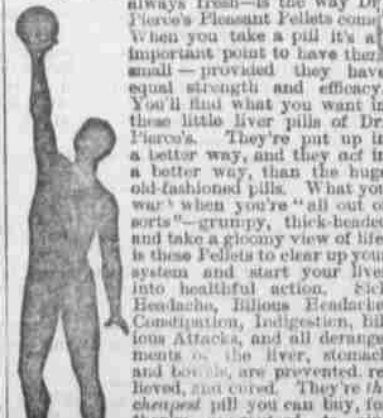 always fresh—is the way Dr.
Pierce's Pleasant Pellets come.
When you take a pill it's an
important point to have them
small — provided they have
equal strength and efficacy.
You'll find what you want in
these little liver pills of Dr.
Pierce's. They're put up in
a better way, and they act in
a better way, than the huge
old-fashioned pills. What you
want when you're "all out of
sorts"—grumpy, thick-headed
and take a gloomy view of life
is these Pellets to clear up your
system and start your liver
into healthful action. Sick
Headache, Bilious Headache
Constipation, Indigestion, Bil
ious Attacks, and all derange
ments of the liver, stomach
and bowels, are prevented, re
lieved, and cured. They're the
cheapest pill you can buy, for